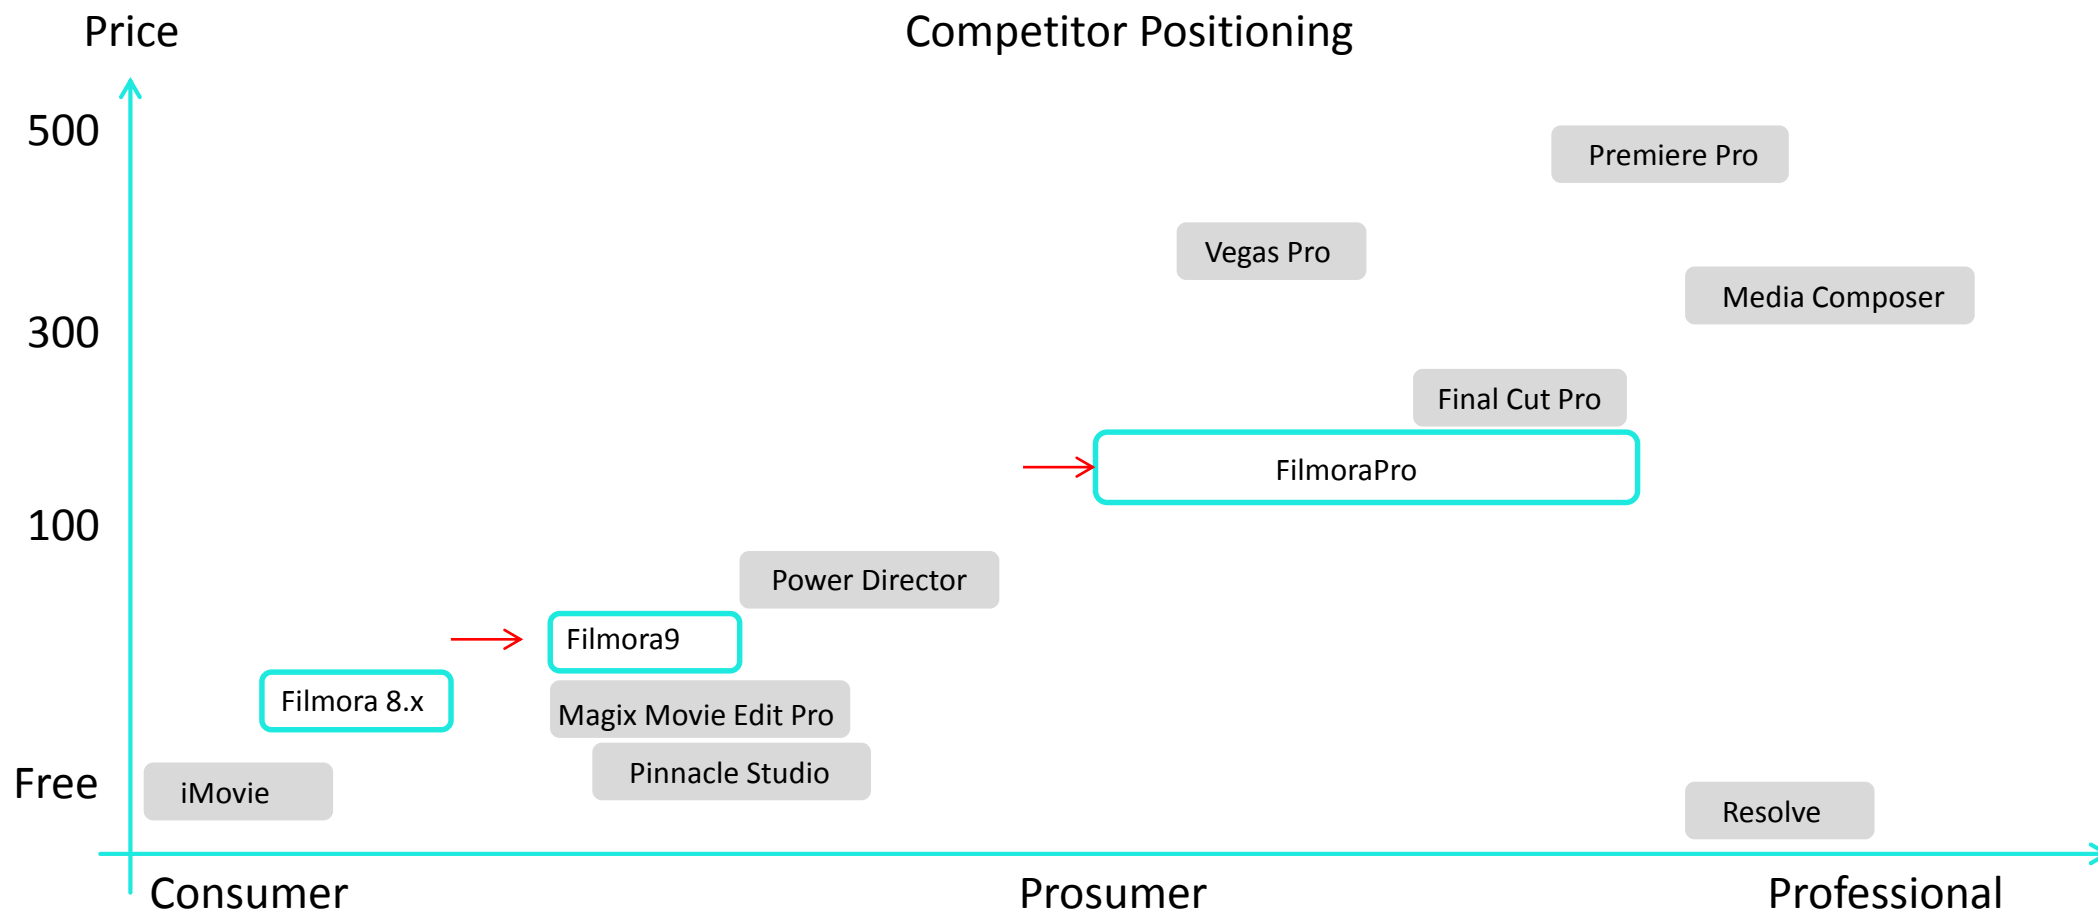 Price
Competitor Positioning
500
Premiere Pro
Vegas Pro
Media Composer
300
Final Cut Pro
FilmoraPro
100
Power Director
Filmora9
Filmora 8.x
Magix Movie Edit Pro
Pinnacle Studio
Free
iMovie
Resolve
Consumer
Prosumer
Professional